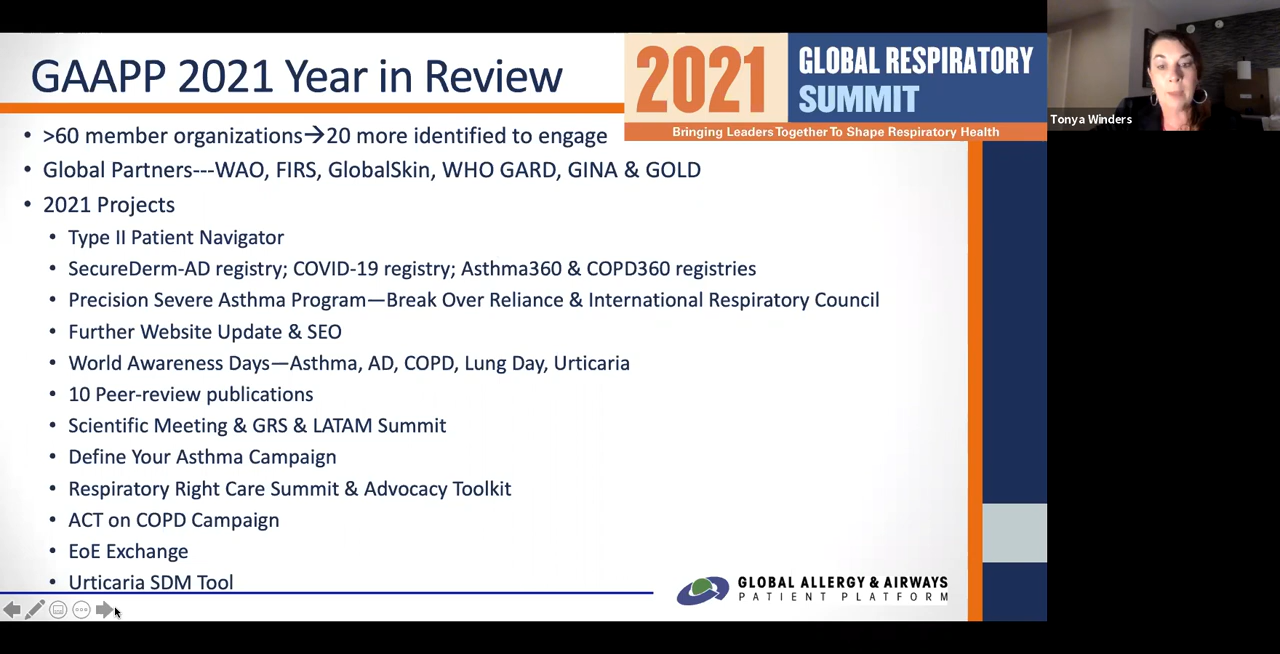 GAAPP 2021 Year in Review
2021
GLOBAL RESPIRATORY
SUMMIT
Bringing Leaders Together To Shape Respiratory Health
Tonya Winders
• >60 member organizations→20 more identified to engage
• Global Partners---WAO, FIRS, GlobalSkin, WHO GARD, GINA & GOLD
• 2021 Projects
• Type II Patient Navigator
• SecureDerm-AD registry; COVID-19 registry; Asthma360 & COPD360 registries
• Precision Severe Asthma Program—Break Over Reliance & International Respiratory Council
• Further Website Update & SEO
• World Awareness Days—Asthma, AD, COPD, Lung Day, Urticaria
• 10 Peer-review publications
• Scientific Meeting & GRS & LATAM Summit
• Define Your Asthma Campaign
• Respiratory Right Care Summit & Advocacy Toolkit
• ACT on COPD Campaign
• EoE Exchange
• Urticaria SDM Tool
GLOBAL ALLERGY & AIRWAYS
PATIENT PLATFORM